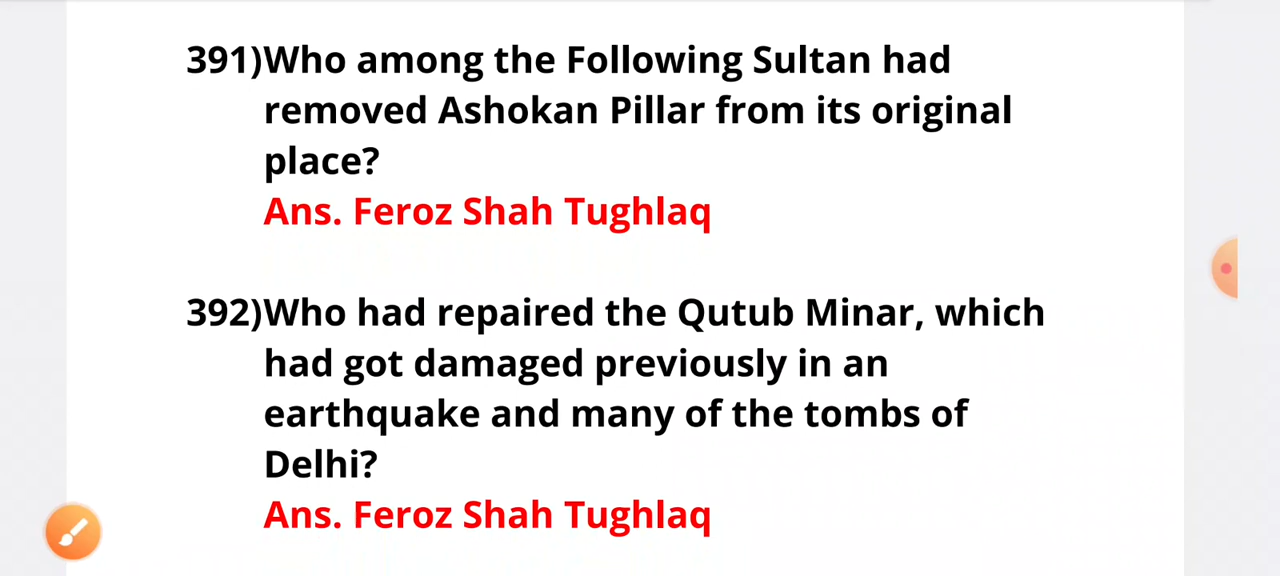 391)Who among the Following Sultan had
removed Ashokan Pillar from its original
place?
Ans. Feroz Shah Tughlaq
392)Who had repaired the Qutub Minar, which
had got damaged previously in an
earthquake and many of the tombs of
Delhi?
Ans. Feroz Shah Tughlaq